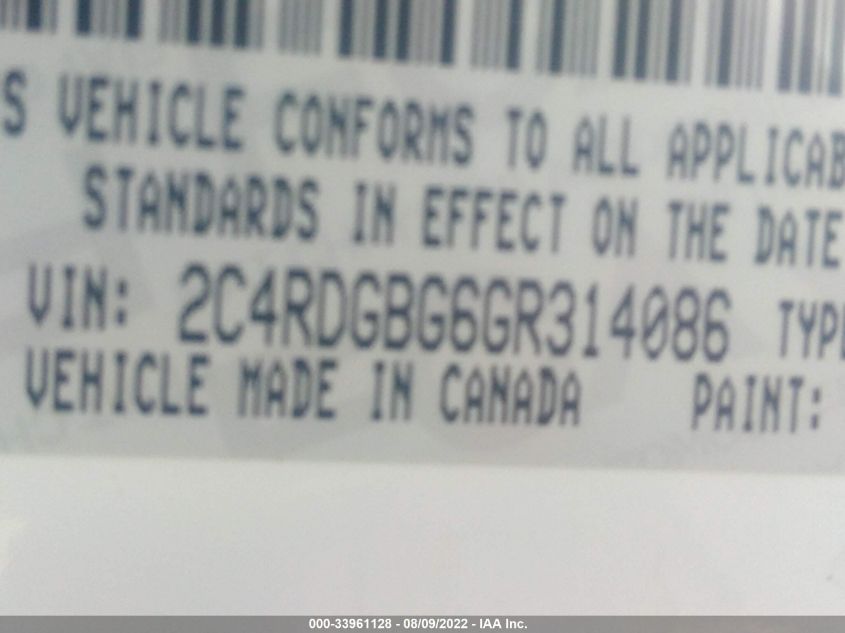 S VEHICLE CONFORMS TO ALL APPLICAB
STANDARDS IN EFFECT ON THE DATE
VIN: 2C4RDGBG6GR314086 TYPE
VEHICLE MADE IN CANADA PAINT:
000-33961128 - 08/09/2022 - IAA Inc.